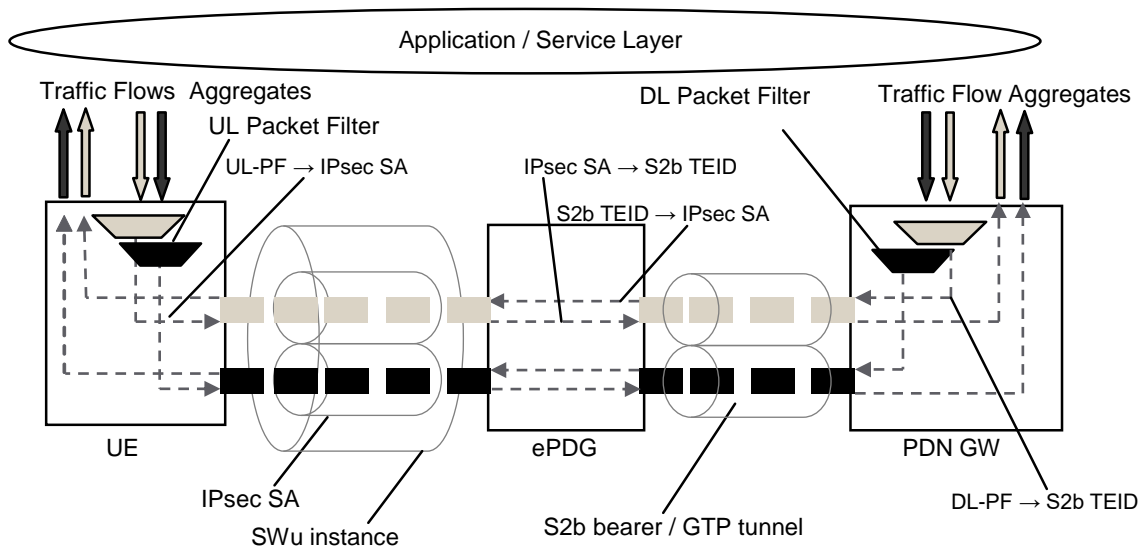 Application / Service Layer
Traffic Flows Aggregates
DL Packet Filter
Traffic Flow Aggregates
UL Packet Filter
UL-PF → IPsec SA
IPsec SA → S2b TEID
S2b TEID → IPsec SA
UE
ePDG
PDN GW
IPsec SA
SWu instance
S2b bearer / GTP tunnel
DL-PF → S2b TEID